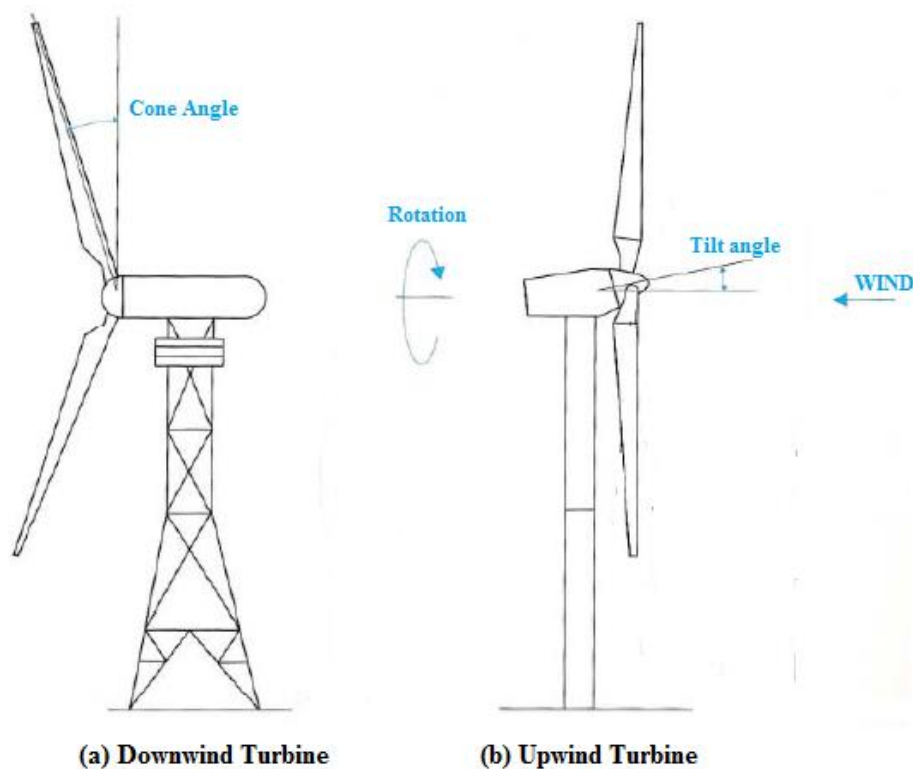 Cone Angle
Rotation
Tilt angle
WIND
(a) Downwind Turbine
(b) Upwind Turbine